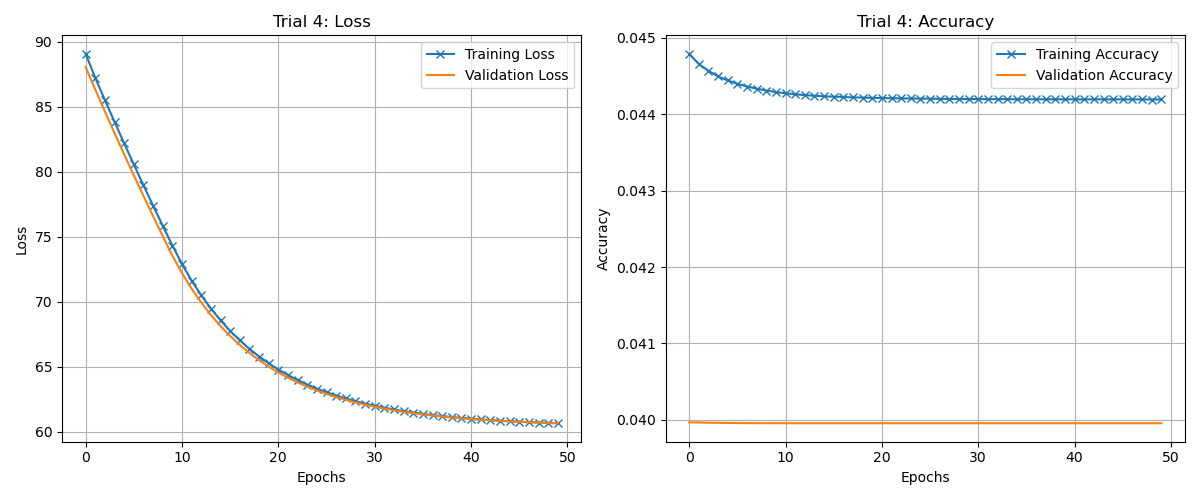 Trial 4: Loss
90
85
80
75
70
65
60
Loss
Training Loss
Validation Loss
0 10 20 30 40 50
Epochs
Trial 4: Accuracy
0.045
0.044
0.043
0.042
0.041
0.040
Accuracy
Training Accuracy
Validation Accuracy
0 10 20 30 40 50
Epochs